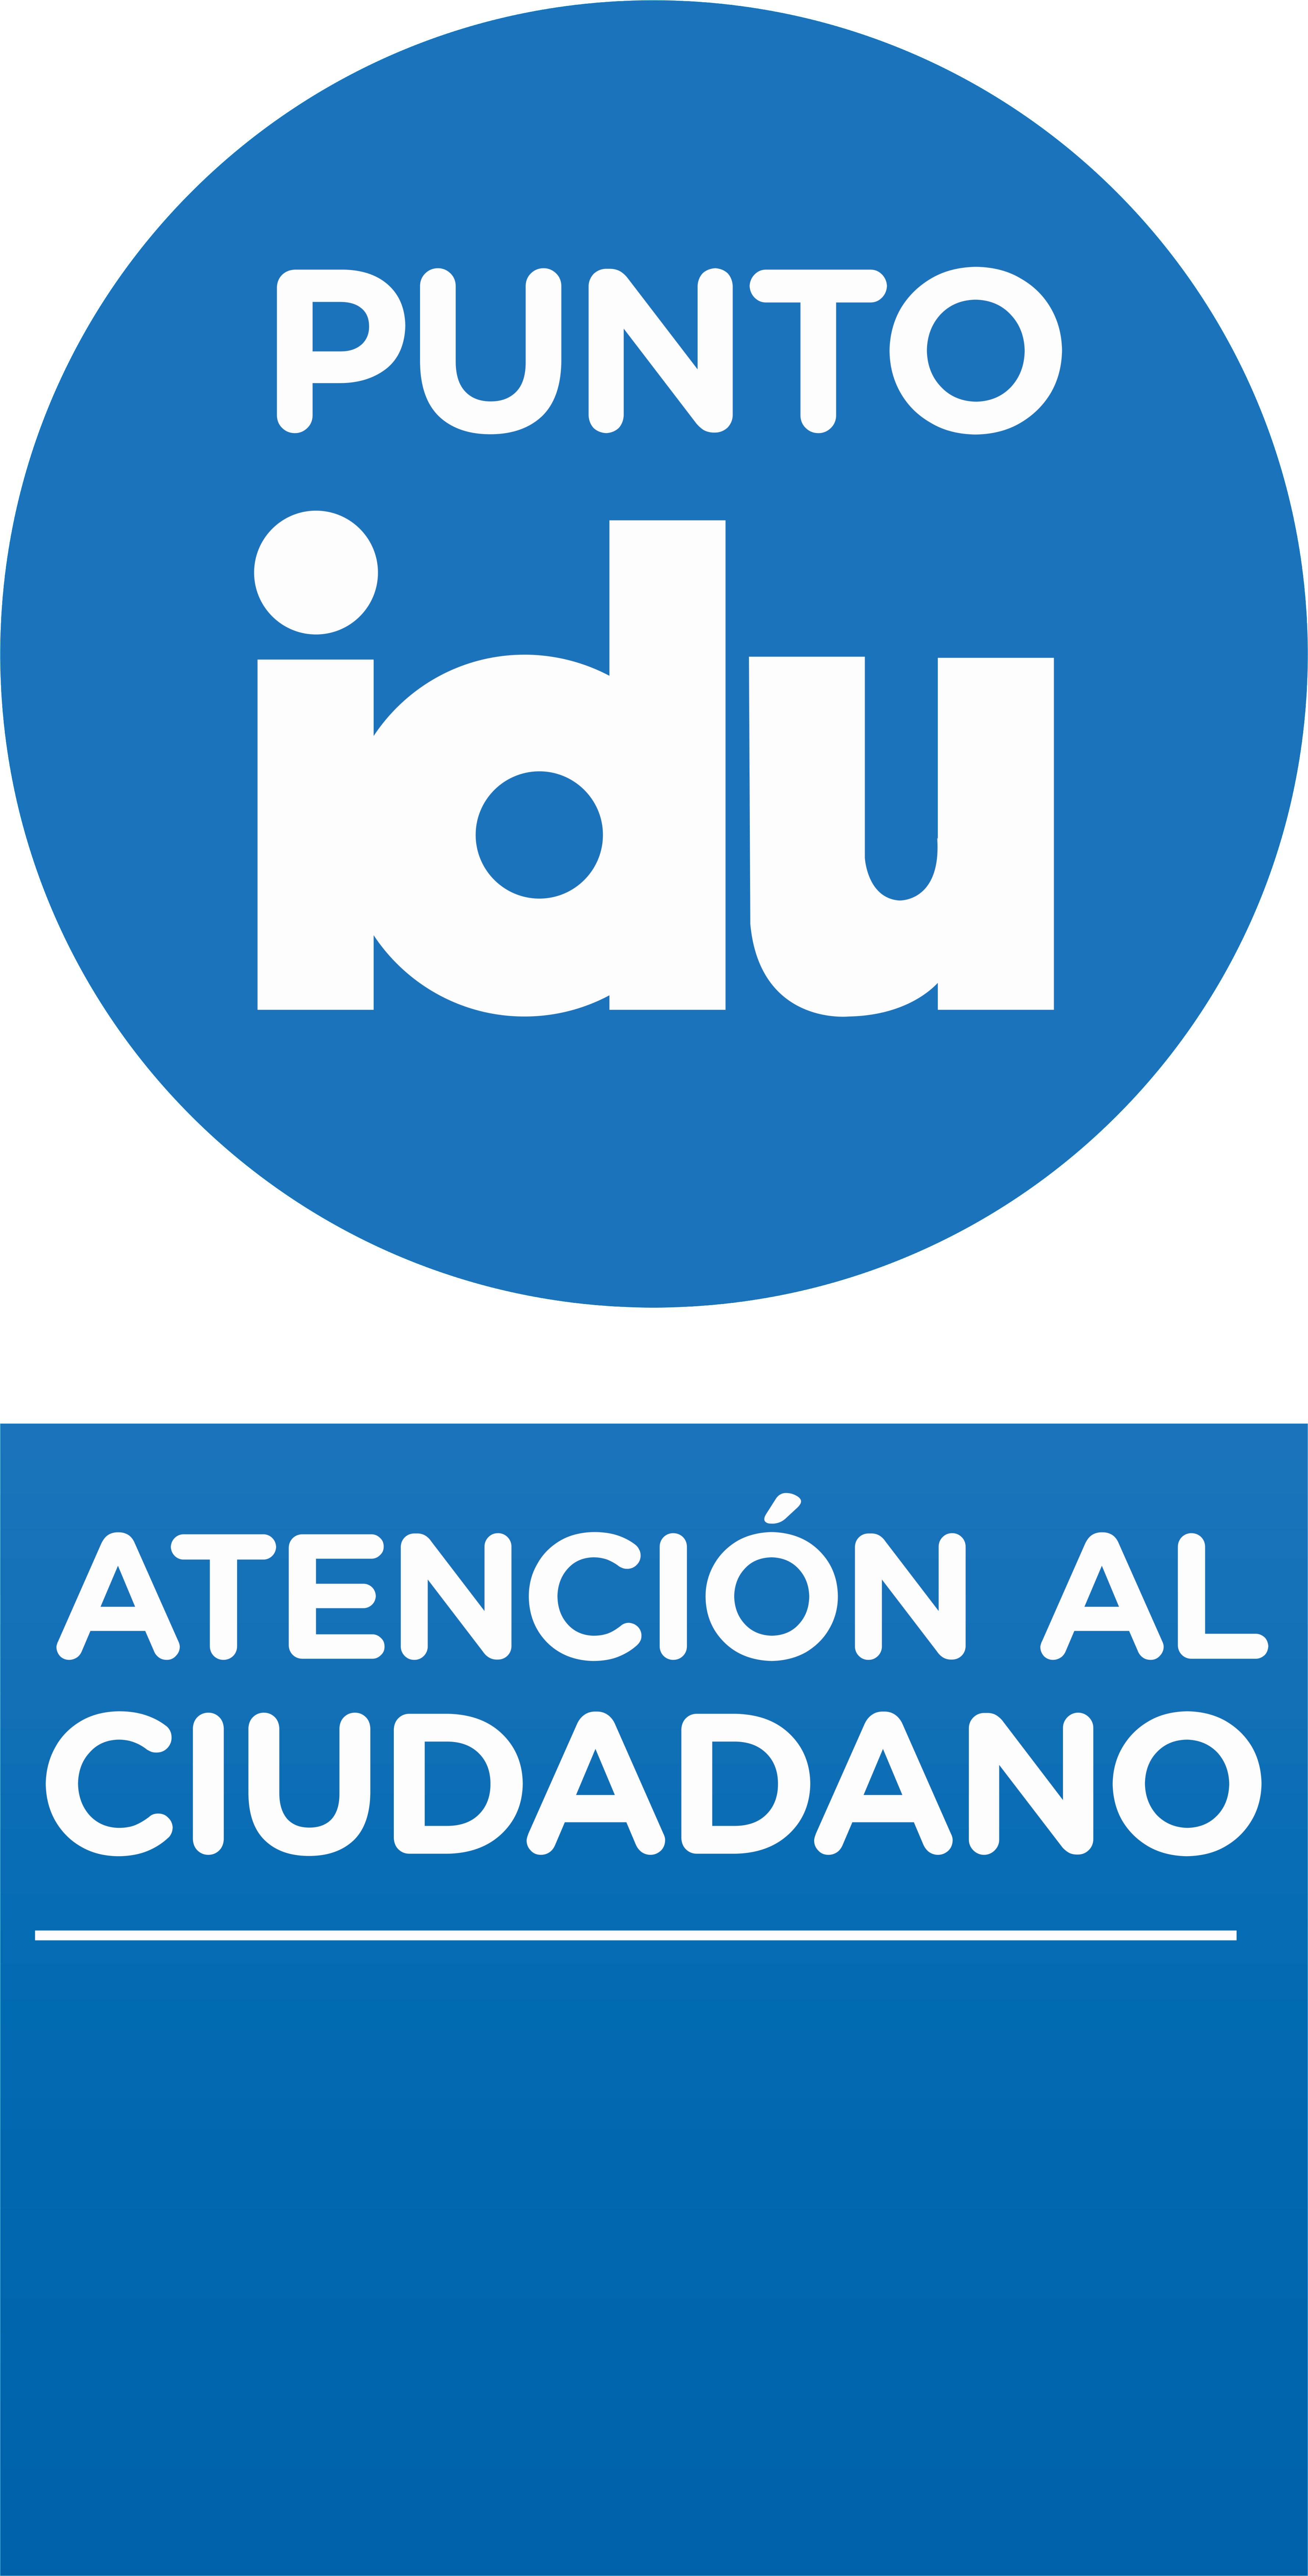 PUNTO
idu
ATENCIÓN AL
CIUDADANO